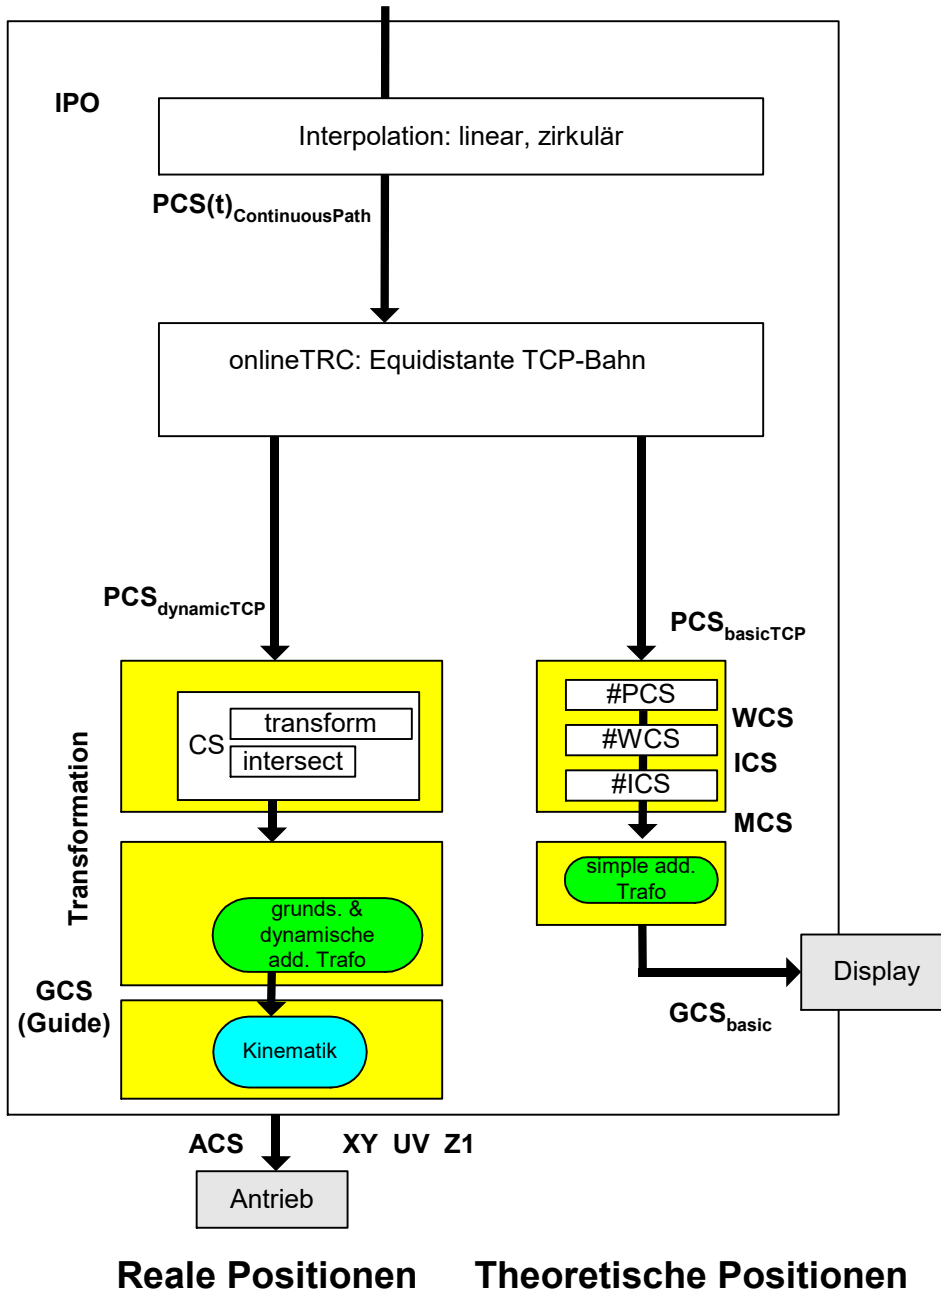 IPO
Interpolation: linear, zirkulär
PCS(t)ContinuousPath
onlineTRC: Equidistante TCP-Bahn
PCSdynamicTCP
PCSbasicTCP
Transformation
CS
transform
intersect
#PCS
WCS
#WCS
ICS
#ICS
MCS
grunds. &
dynamische
add. Trafo
simple add.
Trafo
GCS
(Guide)
Kinematik
Display
GCSbasic
ACS
XY UV Z1
Antrieb
Reale Positionen
Theoretische Positionen